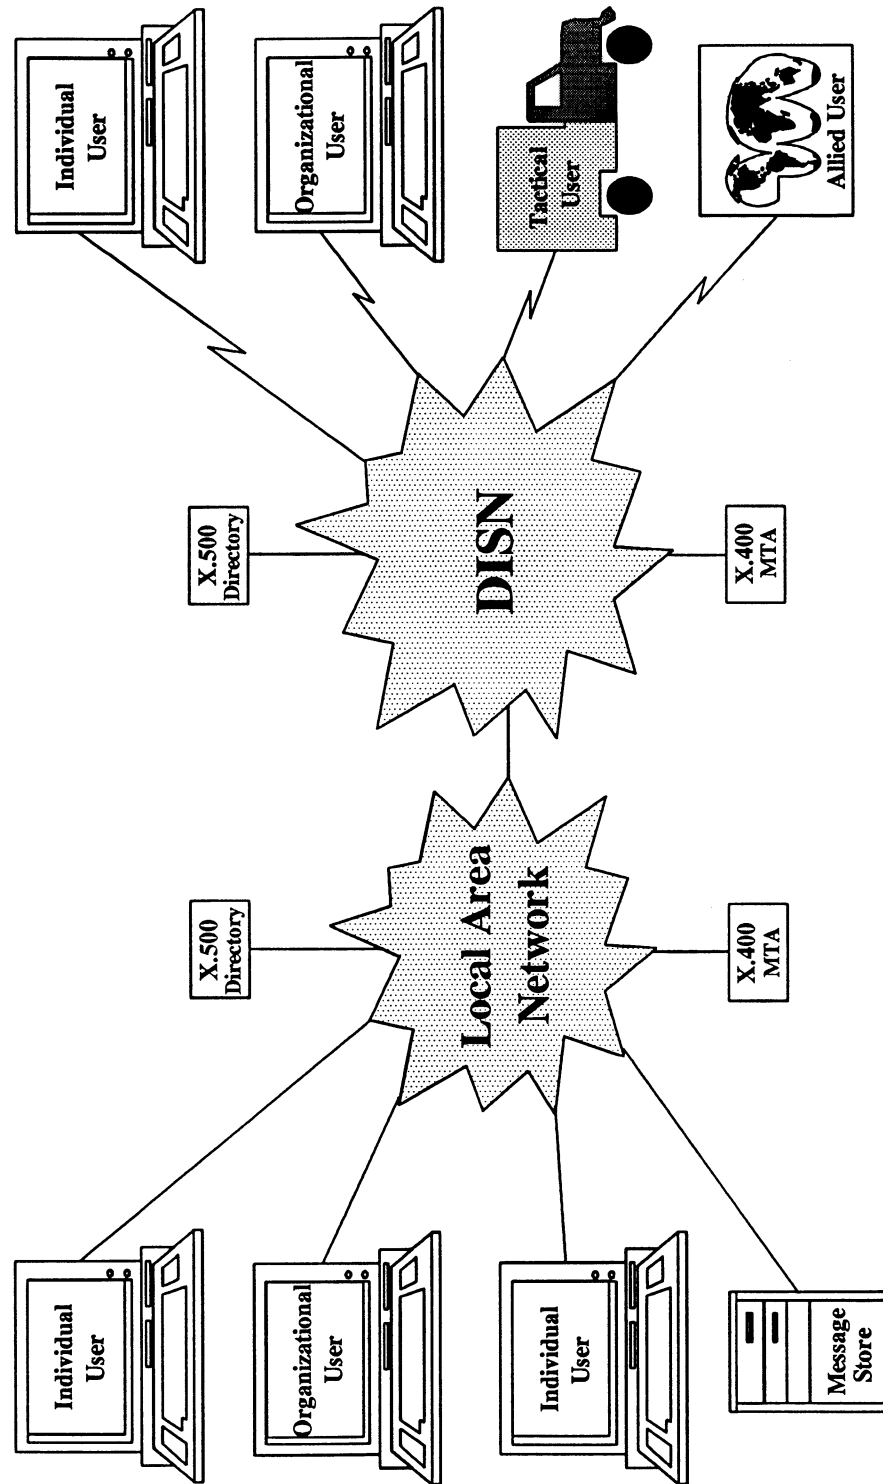 Individual
User
Organizational
User
Individual
User
Message
Store
X.500
Directory
Local Area
Network
X.400
MTA
X.500
Directory
DISN
X.400
MTA
Individual
User
Organizational
User
Tactical
User
Allied User